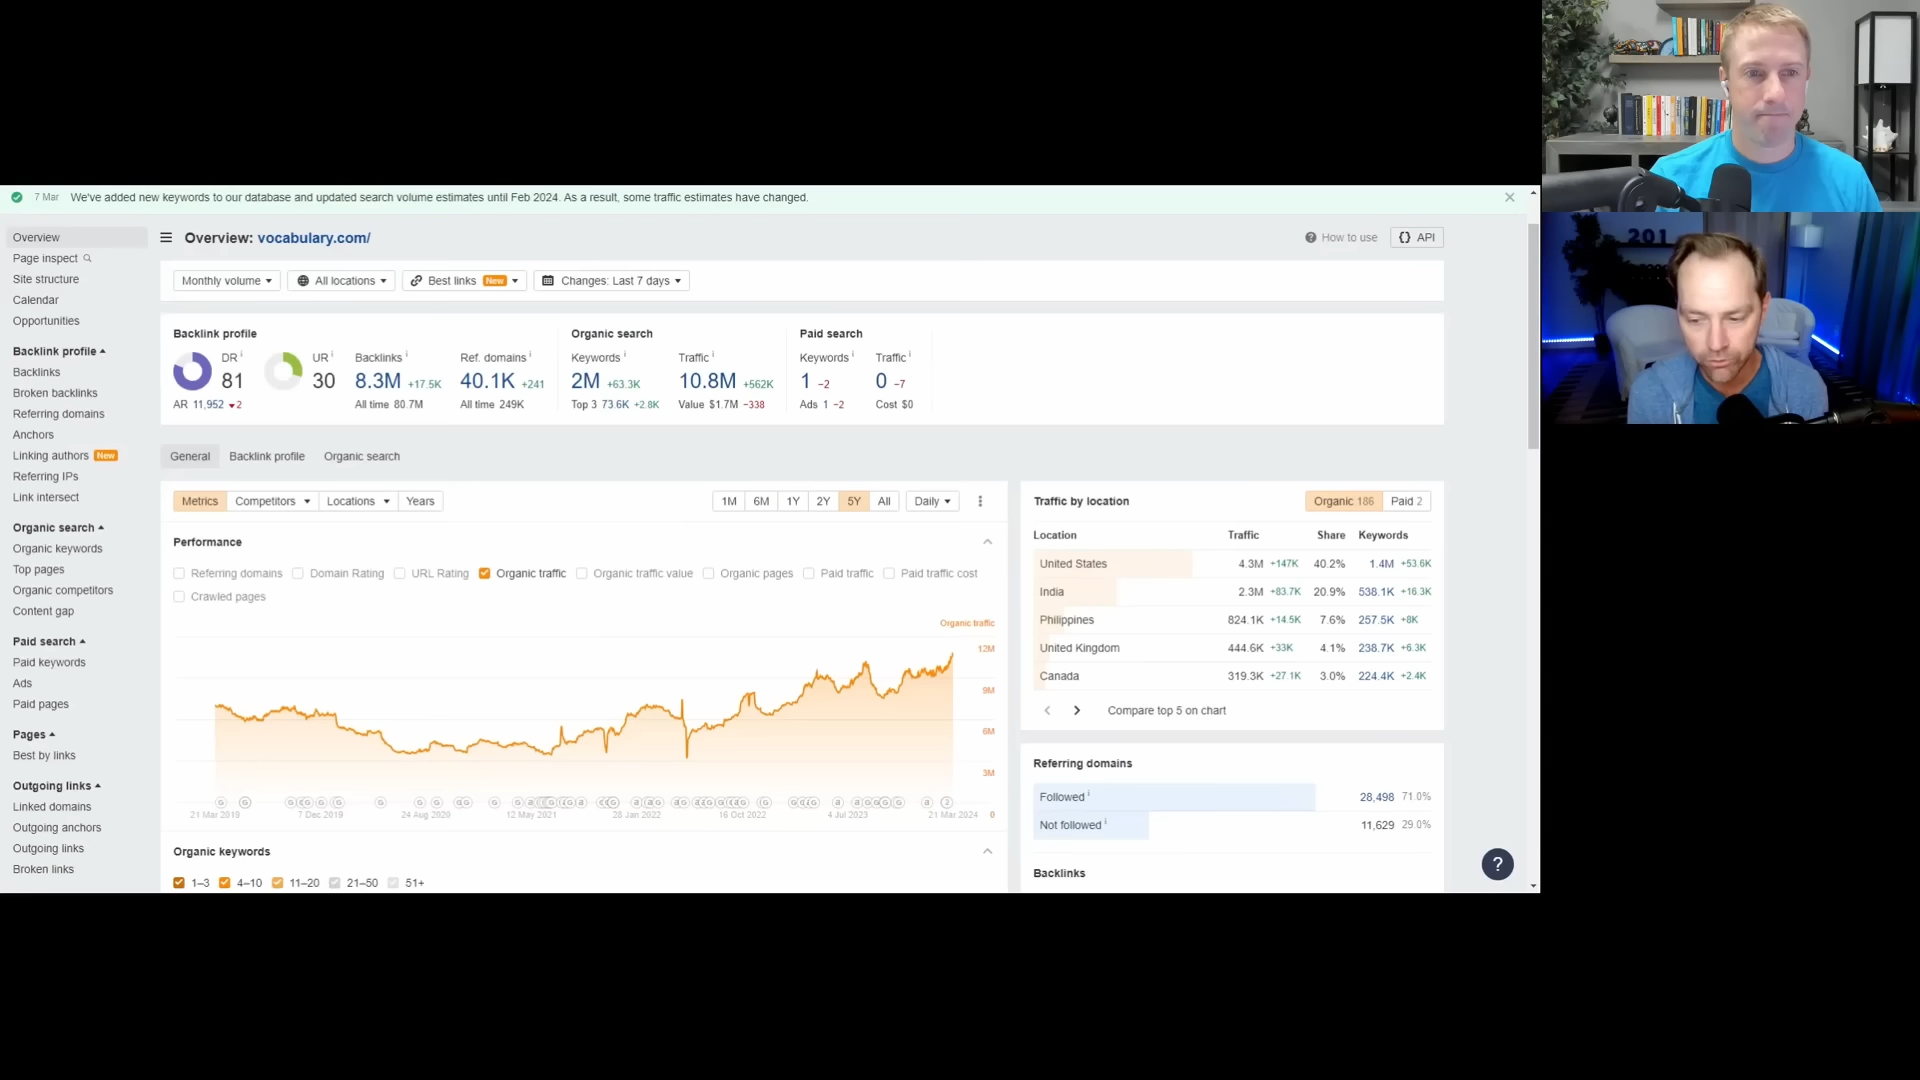 7 Mar We've added new keywords to our database and updated search volume estimates until Feb 2024. As a result, some traffic estimates have changed.
Overview
Page inspect
Site structure
Calendar
Opportunities
Backlink profile
Backlinks
Broken backlinks
Referring domains
Anchors
Linking authors New
Referring IPs
Link intersect
Organic search
Organic keywords
Top pages
Organic competitors
Content gap
Paid search
Paid keywords
Ads
Paid pages
Pages
Best by links
Outgoing links
Linked domains
Outgoing anchors
Outgoing links
Broken links
Overview: vocabulary.com/
? How to use {} API
Monthly volume All locations Best links New Changes: Last 7 days
Backlink profile
DR UR Backlinks Ref. domains
81 30 8.3M +17.5K 40.1K +241
AR 11,952 2 All time 80.7M All time 249K
Organic search
Keywords Traffic
2M +63.3K 10.8M +562K
Top 3 73.6K +2.8K Value $1.7M −338
Paid search
Keywords Traffic
1 −2 0 −7
Ads 1 −2 Cost $0
General Backlink profile Organic search
Metrics Competitors Locations Years
1M 6M 1Y 2Y 5Y All Daily
Performance
Referring domains Domain Rating URL Rating Organic traffic Organic traffic value Organic pages Paid traffic Paid traffic cost
Crawled pages
Organic traffic
12M
9M
6M
3M
21 Mar 2019 7 Dec 2019 24 Aug 2020 12 May 2021 28 Jan 2022 16 Oct 2022 4 Jul 2023 21 Mar 2024 0
Organic keywords
1–3 4–10 11–20 21–50 51+
Traffic by location Organic 186 Paid 2
Location Traffic Share Keywords
United States 4.3M +147K 40.2% 1.4M +53.6K
India 2.3M +83.7K 20.9% 538.1K +16.3K
Philippines 824.1K +14.5K 7.6% 257.5K +8K
United Kingdom 444.6K +33K 4.1% 238.7K +6.3K
Canada 319.3K +27.1K 3.0% 224.4K +2.4K
Compare top 5 on chart
Referring domains
Followed 28,498 71.0%
Not followed 11,629 29.0%
Backlinks
?
201